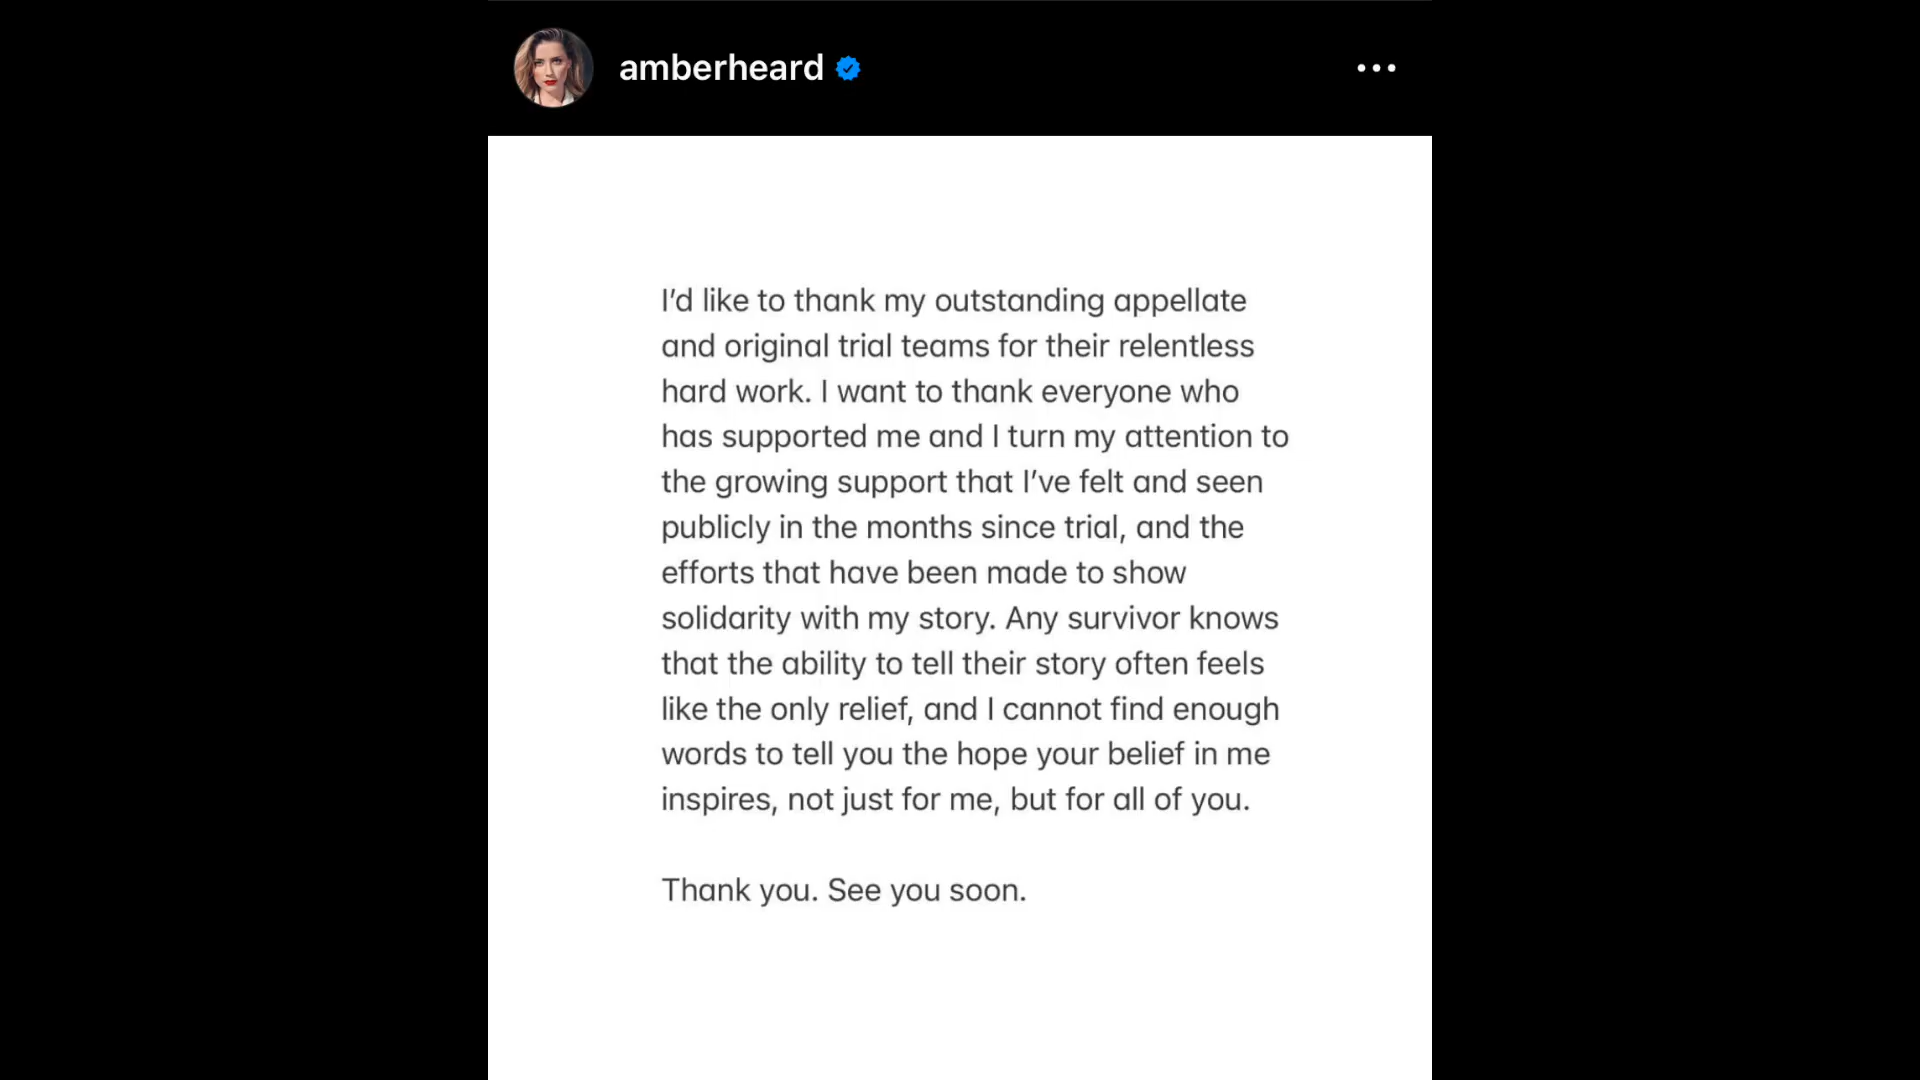 amberheard
I’d like to thank my outstanding appellate
and original trial teams for their relentless
hard work. I want to thank everyone who
has supported me and I turn my attention to
the growing support that I’ve felt and seen
publicly in the months since trial, and the
efforts that have been made to show
solidarity with my story. Any survivor knows
that the ability to tell their story often feels
like the only relief, and I cannot find enough
words to tell you the hope your belief in me
inspires, not just for me, but for all of you.
Thank you. See you soon.